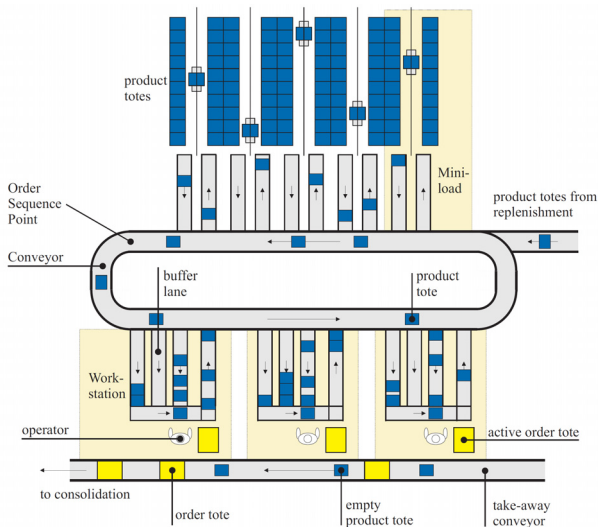 product
totes
Mini-
load
Order
Sequence
Point
product totes from
replenishment
Conveyor
buffer
lane
product
tote
Work-
station
operator
active order tote
to consolidation
order tote
empty
product tote
take-away
conveyor